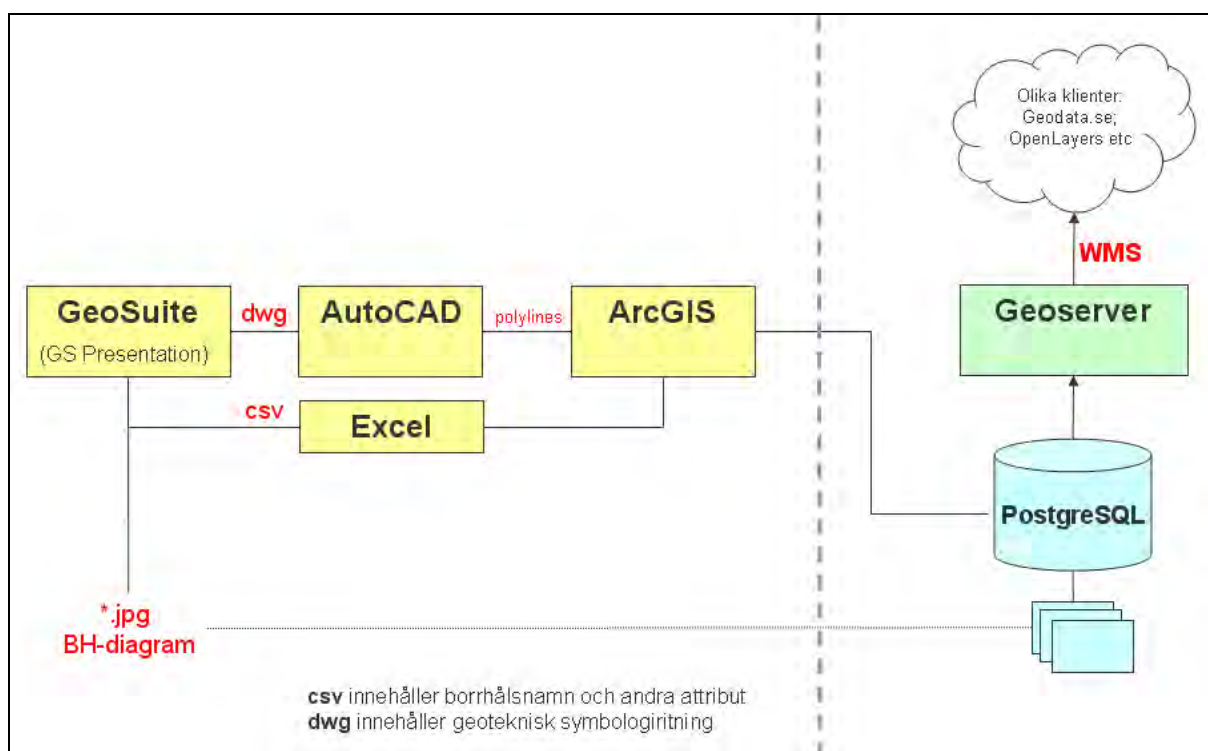 Olika klienter:
Geodata.se;
OpenLayers etc
WMS
GeoSuite
(GS Presentation)
dwg
AutoCAD
polylines
ArcGIS
Geoserver
csv
Excel
PostgreSQL
*.jpg
BH-diagram
csv innehåller borrhålsnamn och andra attribut
dwg innehåller geoteknisk symbologiritning